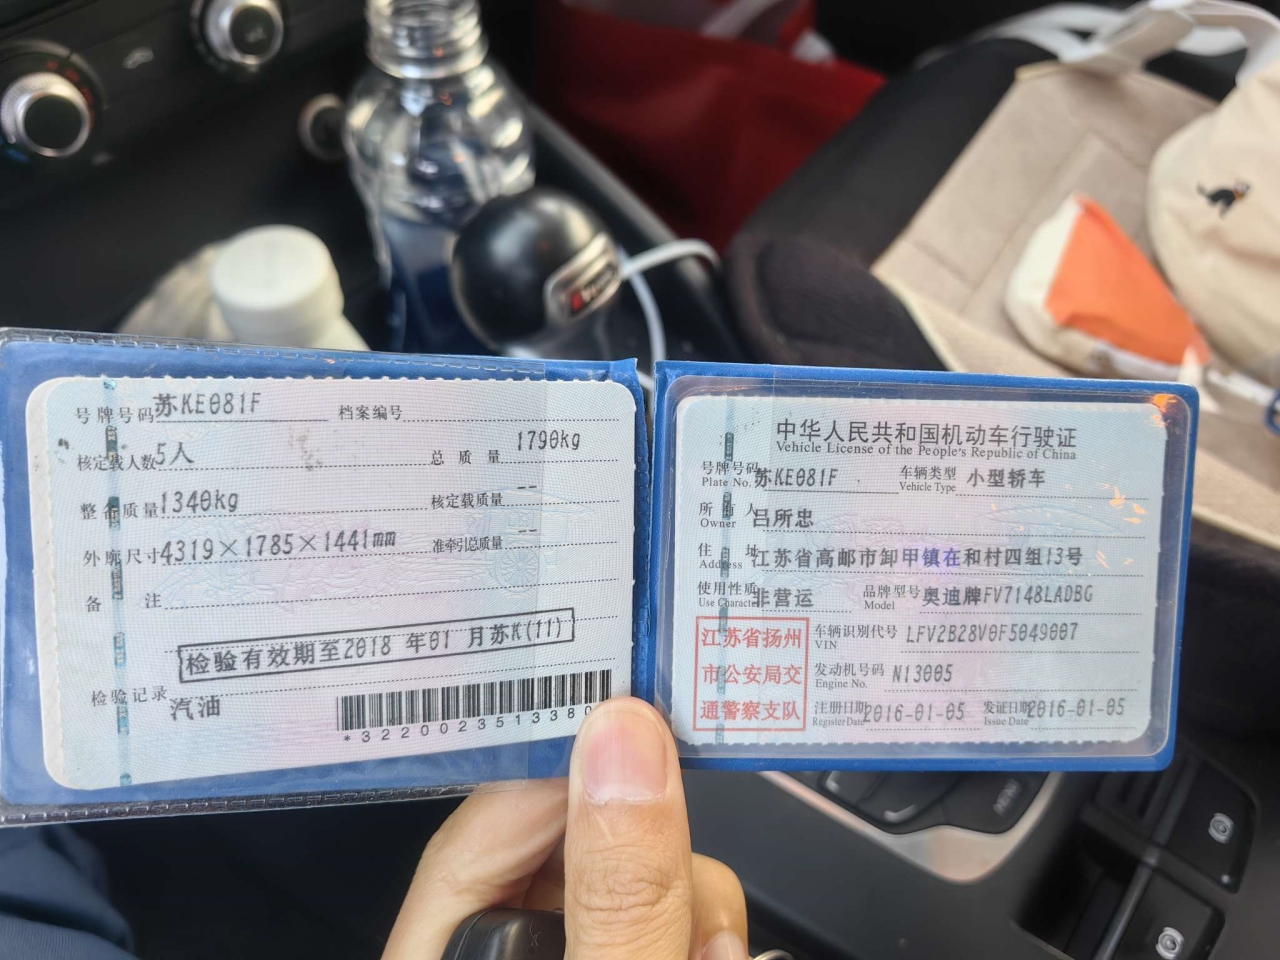 号牌号码 苏KE081F 档案编号
核定载人数 5人 总质量 1790kg
整备质量 1340kg 核定载质量 --
外廓尺寸 4319×1785×1441mm 准牵引总质量 --
备注
检验有效期至2018年01月苏K(11)
检验记录
汽油
*3220023513380
中华人民共和国机动车行驶证
Vehicle License of the People's Republic of China
号牌号码 苏KE081F 车辆类型 小型轿车
Plate No. Vehicle Type
所有人 吕所忠
Owner
住址 江苏省高邮市卸甲镇在和村四组13号
Address
使用性质 非营运 品牌型号 奥迪牌FV7148LADBG
Use Character Model
江苏省扬州
市公安局交
通警察支队
车辆识别代号 LFV2B28V0F5049007
VIN
发动机号码 N13005
Engine No.
注册日期 2016-01-05 发证日期 2016-01-05
Register Date Issue Date